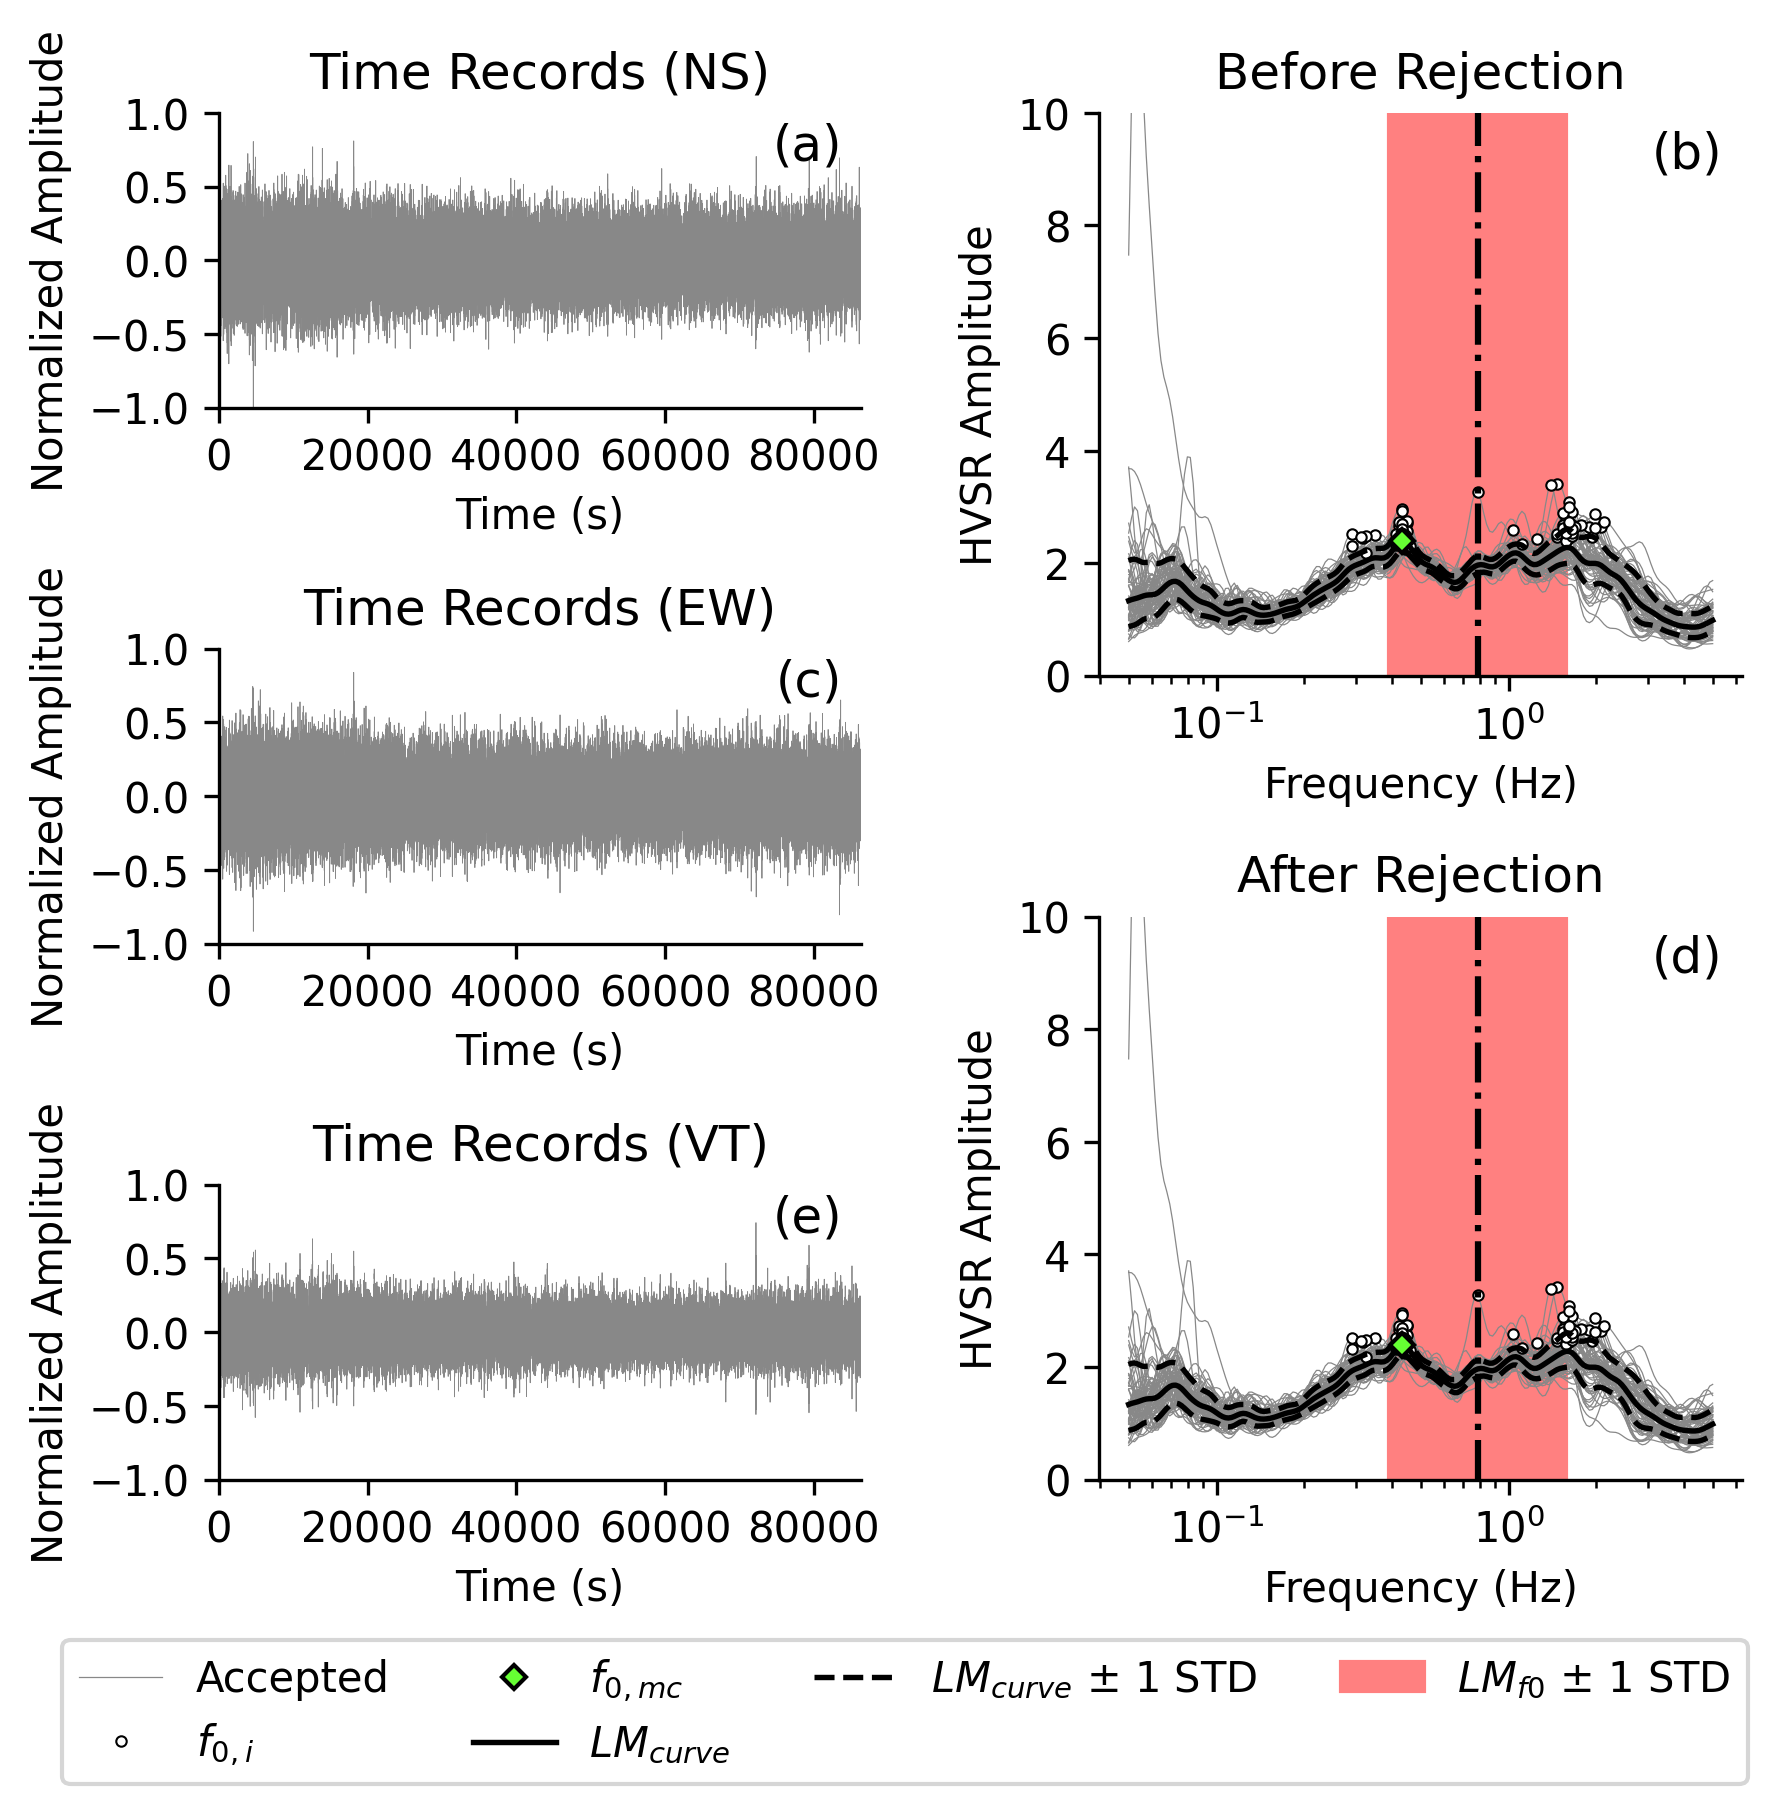 Time Records (NS)
Normalized Amplitude
1.0
0.5
0.0
−0.5
−1.0
(a)
0 20000 40000 60000 80000
Time (s)
Before Rejection
HVSR Amplitude
10
8
6
4
2
0
(b)
10⁻¹ 10⁰
Frequency (Hz)
Time Records (EW)
Normalized Amplitude
1.0
0.5
0.0
−0.5
−1.0
(c)
0 20000 40000 60000 80000
Time (s)
After Rejection
HVSR Amplitude
10
8
6
4
2
0
(d)
10⁻¹ 10⁰
Frequency (Hz)
Time Records (VT)
Normalized Amplitude
1.0
0.5
0.0
−0.5
−1.0
(e)
0 20000 40000 60000 80000
Time (s)
Accepted
f0,i
f0,mc
LMcurve
LMcurve ± 1 STD
LMf0 ± 1 STD